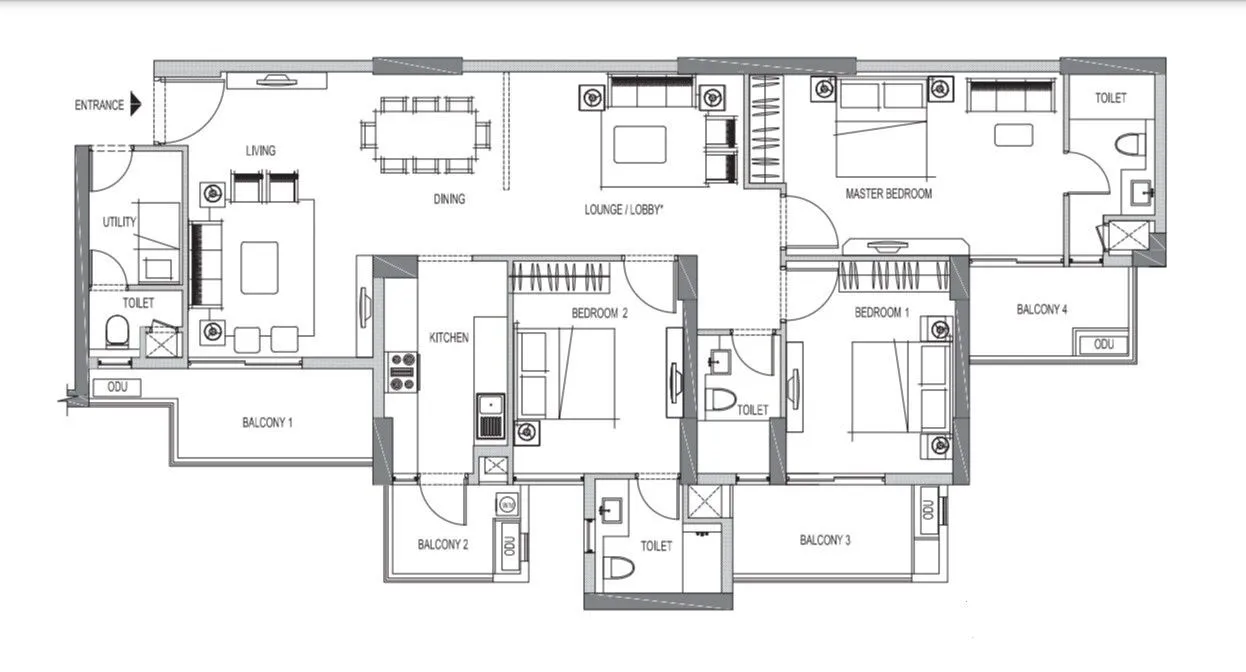 ENTRANCE
LIVING
DINING
LOUNGE / LOBBY*
MASTER BEDROOM
TOILET
UTILITY
TOILET
KITCHEN
BEDROOM 2
BEDROOM 1
BALCONY 4
ODU
ODU
BALCONY 1
TOILET
BALCONY 2
ODU
TOILET
BALCONY 3
ODU